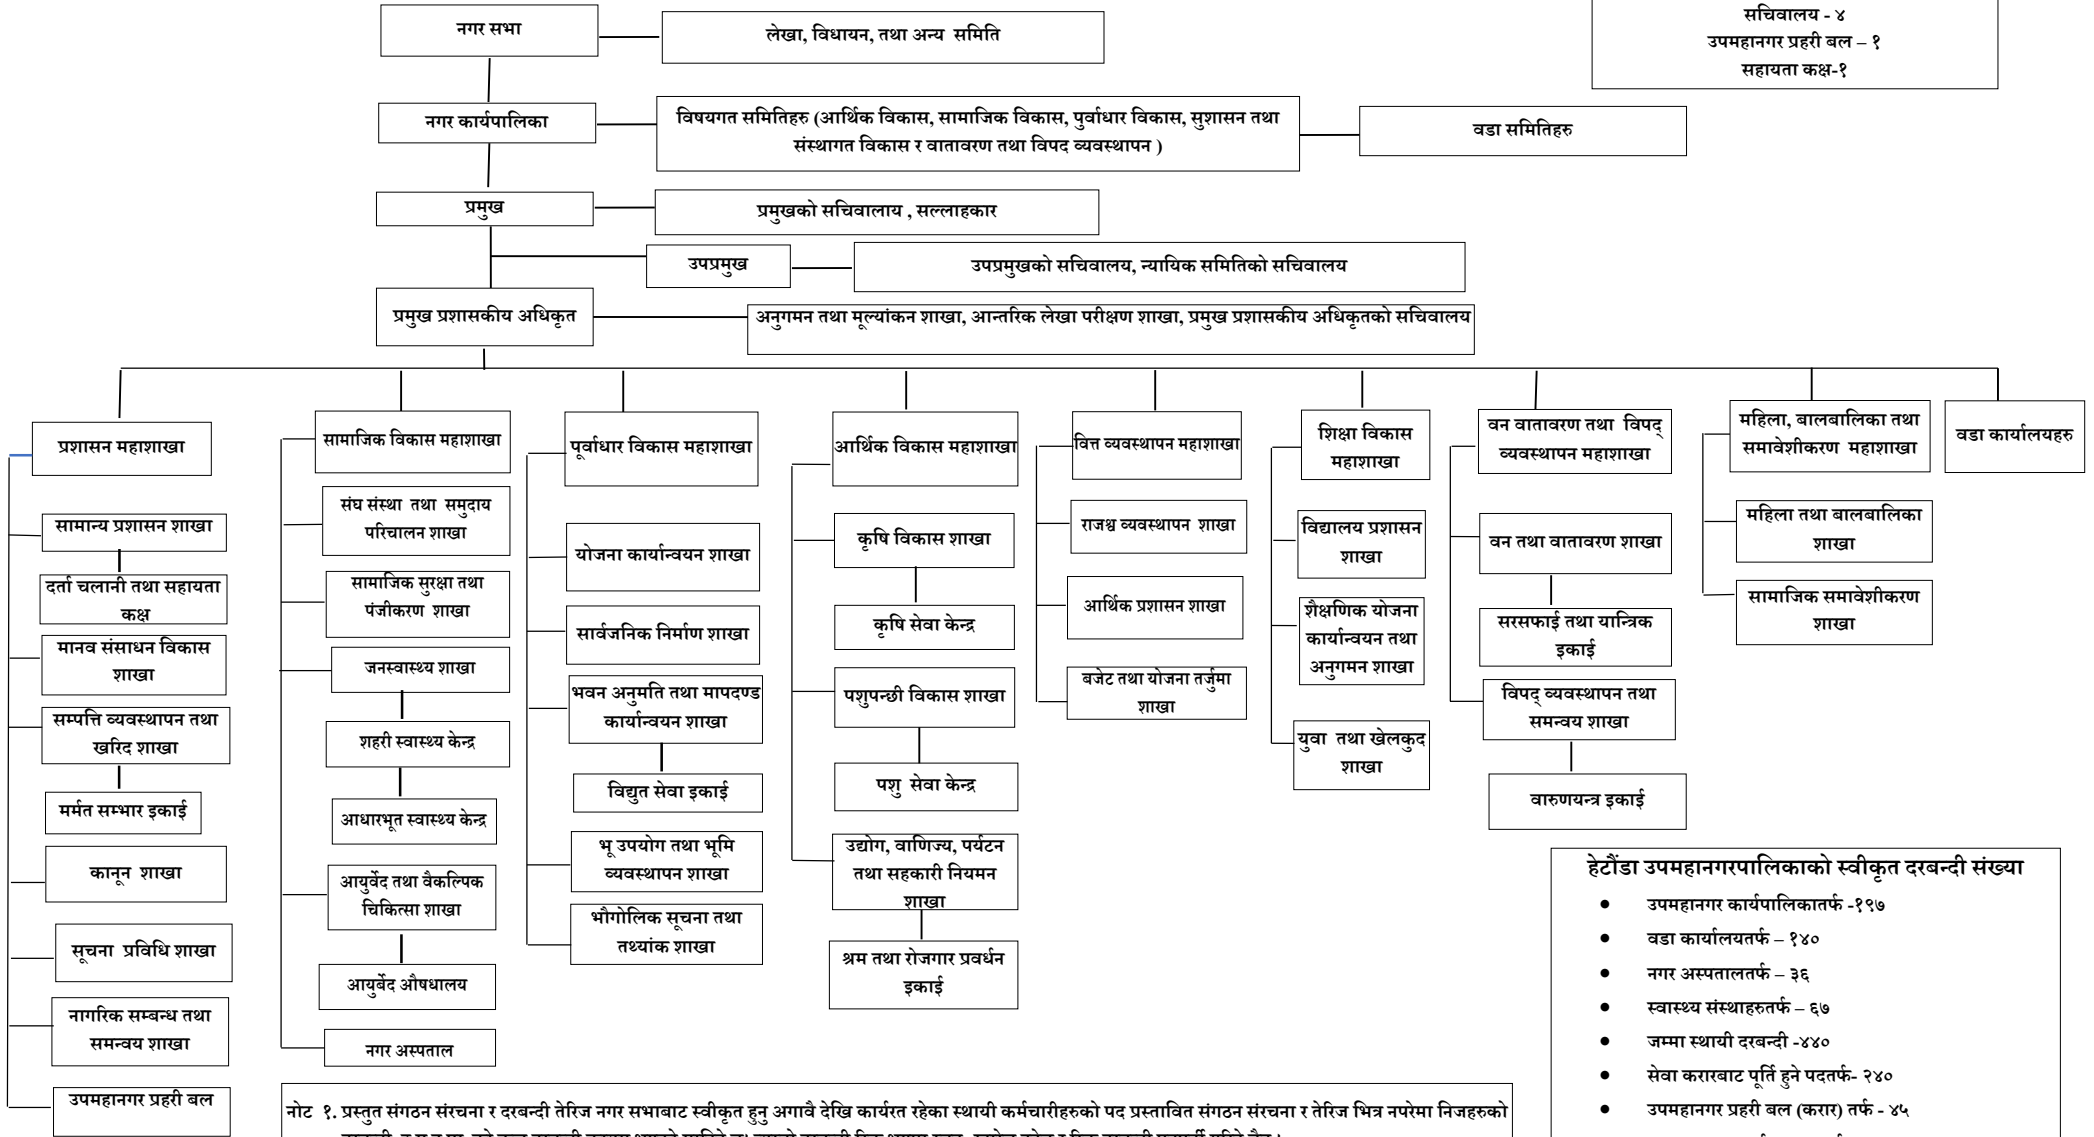 सचिवालय - ४
उपमहानगर प्रहरी बल – १
सहायता कक्ष-१
नगर सभा
लेखा, विधायन, तथा अन्य समिति
नगर कार्यपालिका
विषयगत समितिहरु (आर्थिक विकास, सामाजिक विकास, पुर्वाधार विकास, सुशासन तथा
संस्थागत विकास र वातावरण तथा विपद व्यवस्थापन )
वडा समितिहरु
प्रमुख
प्रमुखको सचिवालाय , सल्लाहकार
उपप्रमुख
उपप्रमुखको सचिवालय, न्यायिक समितिको सचिवालय
प्रमुख प्रशासकीय अधिकृत
अनुगमन तथा मूल्यांकन शाखा, आन्तरिक लेखा परीक्षण शाखा, प्रमुख प्रशासकीय अधिकृतको सचिवालय
प्रशासन महाशाखा
सामान्य प्रशासन शाखा
दर्ता चलानी तथा सहायता
कक्ष
मानव संसाधन विकास
शाखा
सम्पत्ति व्यवस्थापन तथा
खरिद शाखा
मर्मत सम्भार इकाई
कानून शाखा
सूचना प्रविधि शाखा
नागरिक सम्बन्ध तथा
समन्वय शाखा
उपमहानगर प्रहरी बल
सामाजिक विकास महाशाखा
संघ संस्था तथा समुदाय
परिचालन शाखा
सामाजिक सुरक्षा तथा
पंजीकरण शाखा
जनस्वास्थ्य शाखा
शहरी स्वास्थ्य केन्द्र
आधारभूत स्वास्थ्य केन्द्र
आयुर्वेद तथा वैकल्पिक
चिकित्सा शाखा
आयुर्बेद औषधालय
नगर अस्पताल
पूर्वाधार विकास महाशाखा
योजना कार्यान्वयन शाखा
सार्वजनिक निर्माण शाखा
भवन अनुमति तथा मापदण्ड
कार्यान्वयन शाखा
विद्युत सेवा इकाई
भू उपयोग तथा भूमि
व्यवस्थापन शाखा
भौगोलिक सूचना तथा
तथ्यांक शाखा
आर्थिक विकास महाशाखा
कृषि विकास शाखा
कृषि सेवा केन्द्र
पशुपन्छी विकास शाखा
पशु सेवा केन्द्र
उद्योग, वाणिज्य, पर्यटन
तथा सहकारी नियमन
शाखा
श्रम तथा रोजगार प्रवर्धन
इकाई
वित्त व्यवस्थापन महाशाखा
राजश्व व्यवस्थापन शाखा
आर्थिक प्रशासन शाखा
बजेट तथा योजना तर्जुमा
शाखा
शिक्षा विकास
महाशाखा
विद्यालय प्रशासन
शाखा
शैक्षणिक योजना
कार्यान्वयन तथा
अनुगमन शाखा
युवा तथा खेलकुद
शाखा
वन वातावरण तथा विपद्
व्यवस्थापन महाशाखा
वन तथा वातावरण शाखा
सरसफाई तथा यान्त्रिक
इकाई
विपद् व्यवस्थापन तथा
समन्वय शाखा
वारुणयन्त्र इकाई
महिला, बालबालिका तथा
समावेशीकरण महाशाखा
महिला तथा बालबालिका
शाखा
सामाजिक समावेशीकरण
शाखा
वडा कार्यालयहरु
हेटौंडा उपमहानगरपालिकाको स्वीकृत दरबन्दी संख्या
● उपमहानगर कार्यपालिकातर्फ -१९७
● वडा कार्यालयतर्फ – १४०
● नगर अस्पतालतर्फ – ३६
● स्वास्थ्य संस्थाहरुतर्फ – ६७
● जम्मा स्थायी दरबन्दी -४४०
● सेवा करारबाट पूर्ति हुने पदतर्फ- २४०
● उपमहानगर प्रहरी बल (करार) तर्फ - ४५
नोट १. प्रस्तुत संगठन संरचना र दरबन्दी तेरिज नगर सभाबाट स्वीकृत हुनु अगावै देखि कार्यरत रहेका स्थायी कर्मचारीहरुको पद प्रस्तावित संगठन संरचना र तेरिज भित्र नपरेमा निजहरुको